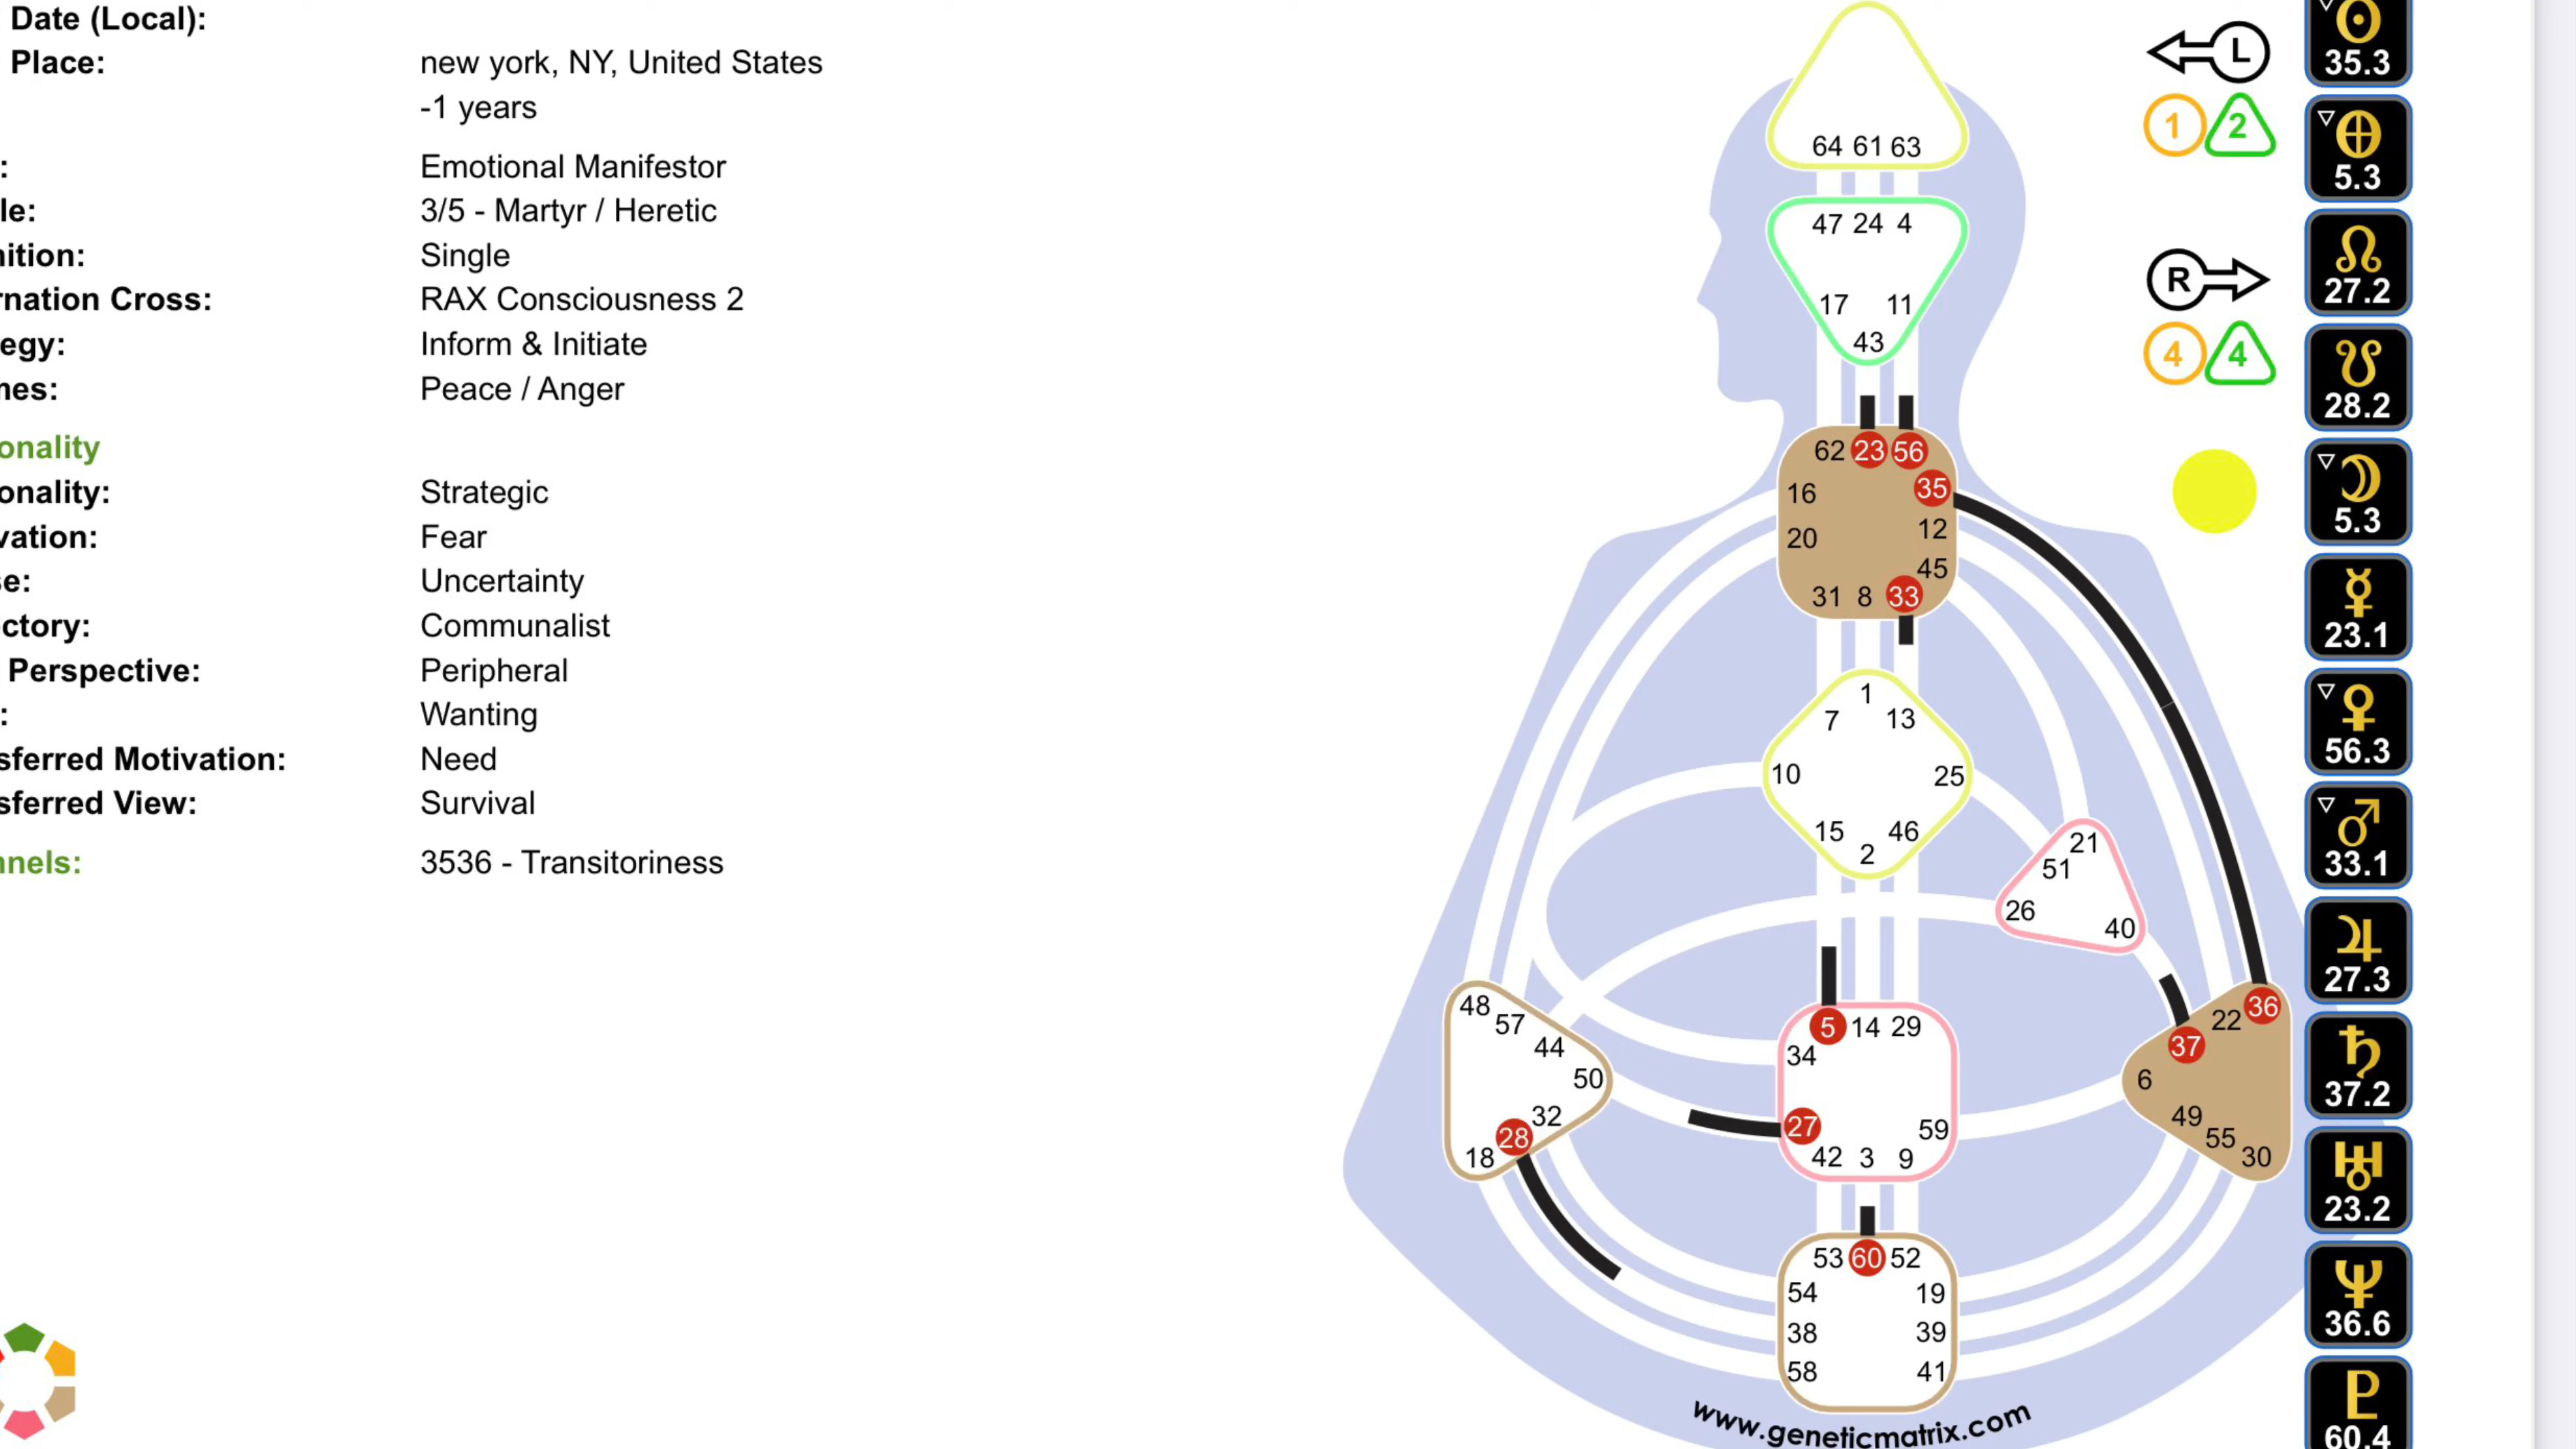 Date (Local):
Place: new york, NY, United States
-1 years
: Emotional Manifestor
le: 3/5 - Martyr / Heretic
nition: Single
rnation Cross: RAX Consciousness 2
egy: Inform & Initiate
nes: Peace / Anger
onality
onality: Strategic
vation: Fear
se: Uncertainty
ctory: Communalist
Perspective: Peripheral
: Wanting
sferred Motivation: Need
sferred View: Survival
nnels: 3536 - Transitoriness
64 61 63
47 24 4
17 11
43
62 23 56
35
16
12
20
45
31 8 33
1
7 13
10 25
15 46
2
21
51
26
40
48
57
44
50
32
28
18
5 14 29
34
27
59
42 3 9
36
22
37
6
49
55
30
53 60 52
54 19
38 39
58 41
www.geneticmatrix.com
L
1 2
R
4 4
35.3
5.3
27.2
28.2
5.3
23.1
56.3
33.1
27.3
37.2
23.2
36.6
60.4